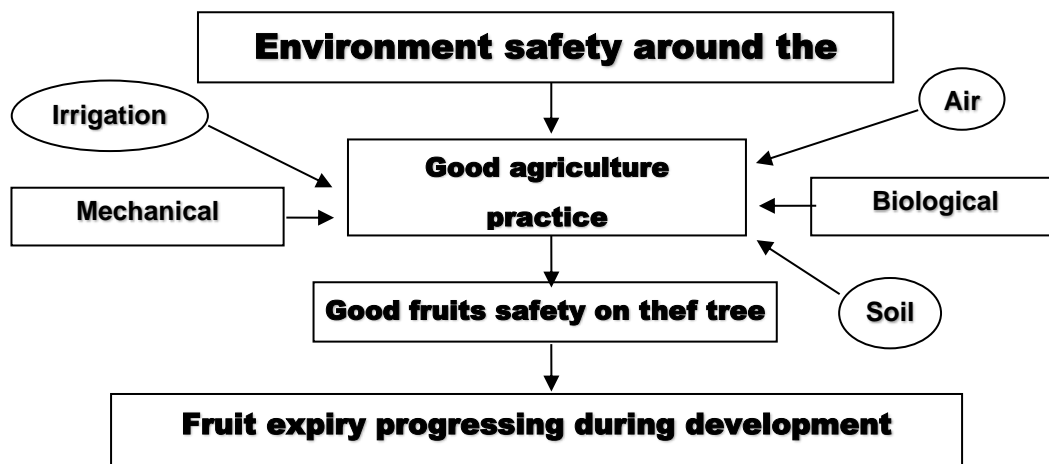 Environment safety around the
Irrigation
Air
Good agriculture
practice
Mechanical
Biological
Good fruits safety on thef tree
Soil
Fruit expiry progressing during development